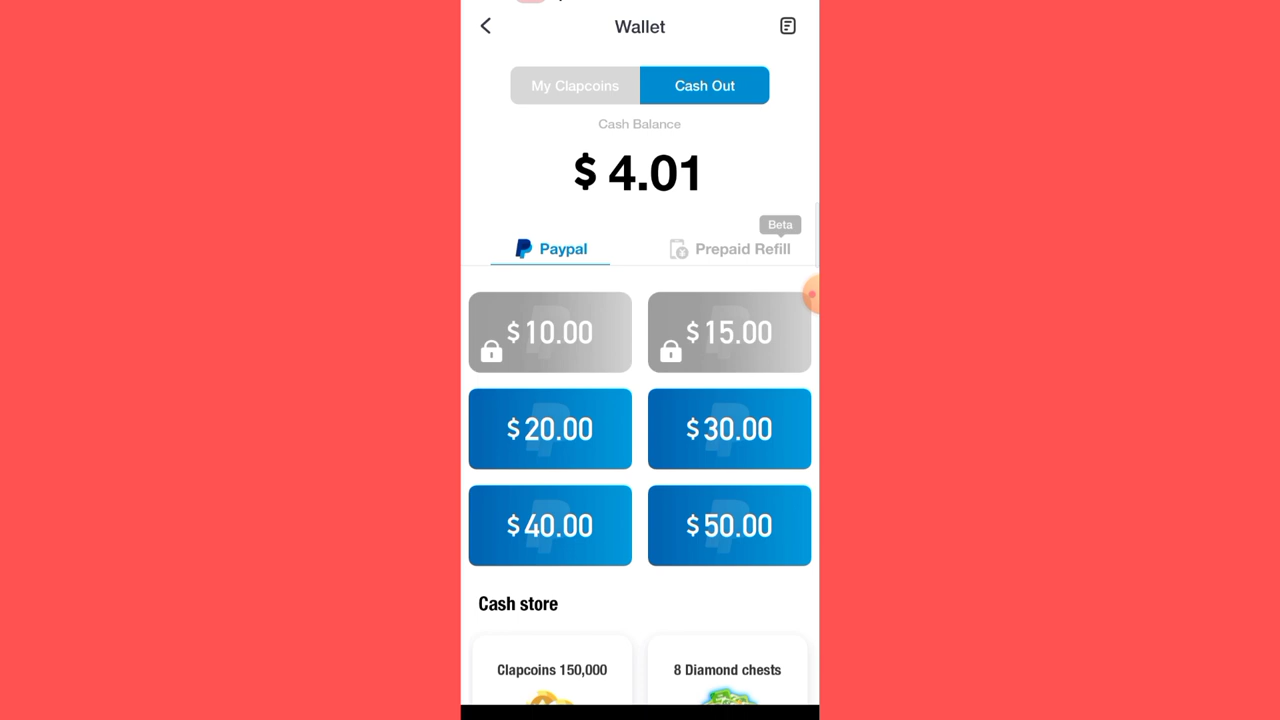 Wallet
My Clapcoins
Cash Out
Cash Balance
$ 4.01
Beta
Paypal
Prepaid Refill
$ 10.00
$ 15.00
$ 20.00
$ 30.00
$ 40.00
$ 50.00
Cash store
Clapcoins 150,000
8 Diamond chests